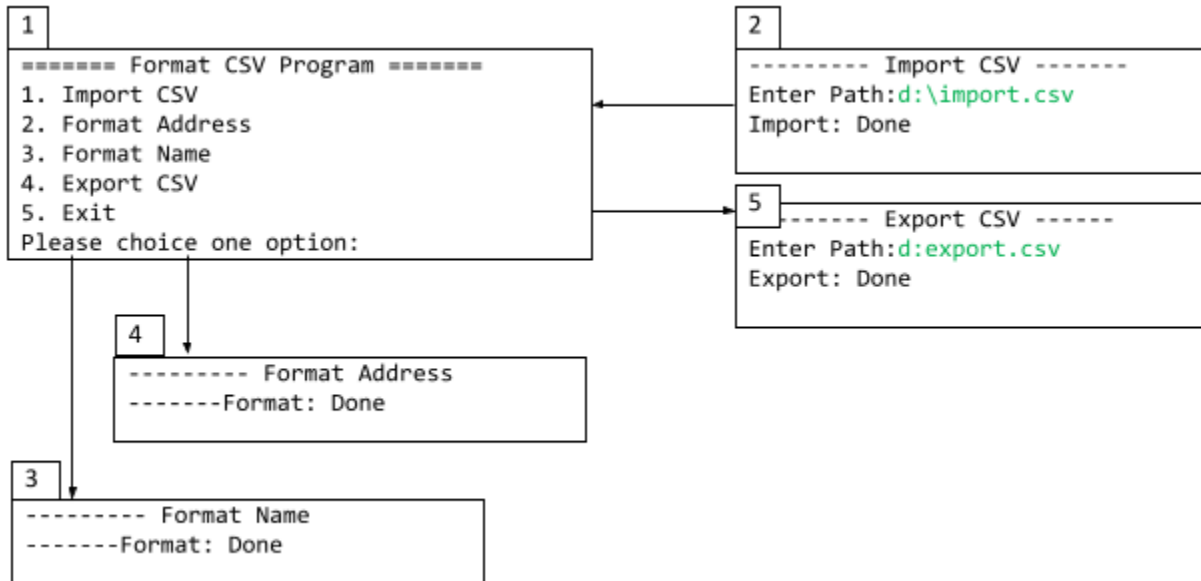 1
======= Format CSV Program =======
1. Import CSV
2. Format Address
3. Format Name
4. Export CSV
5. Exit
Please choice one option:
2
--------- Import CSV -------
Enter Path:d:\import.csv
Import: Done
5
------- Export CSV ------
Enter Path:d:export.csv
Export: Done
4
--------- Format Address
-------Format: Done
3
--------- Format Name
-------Format: Done